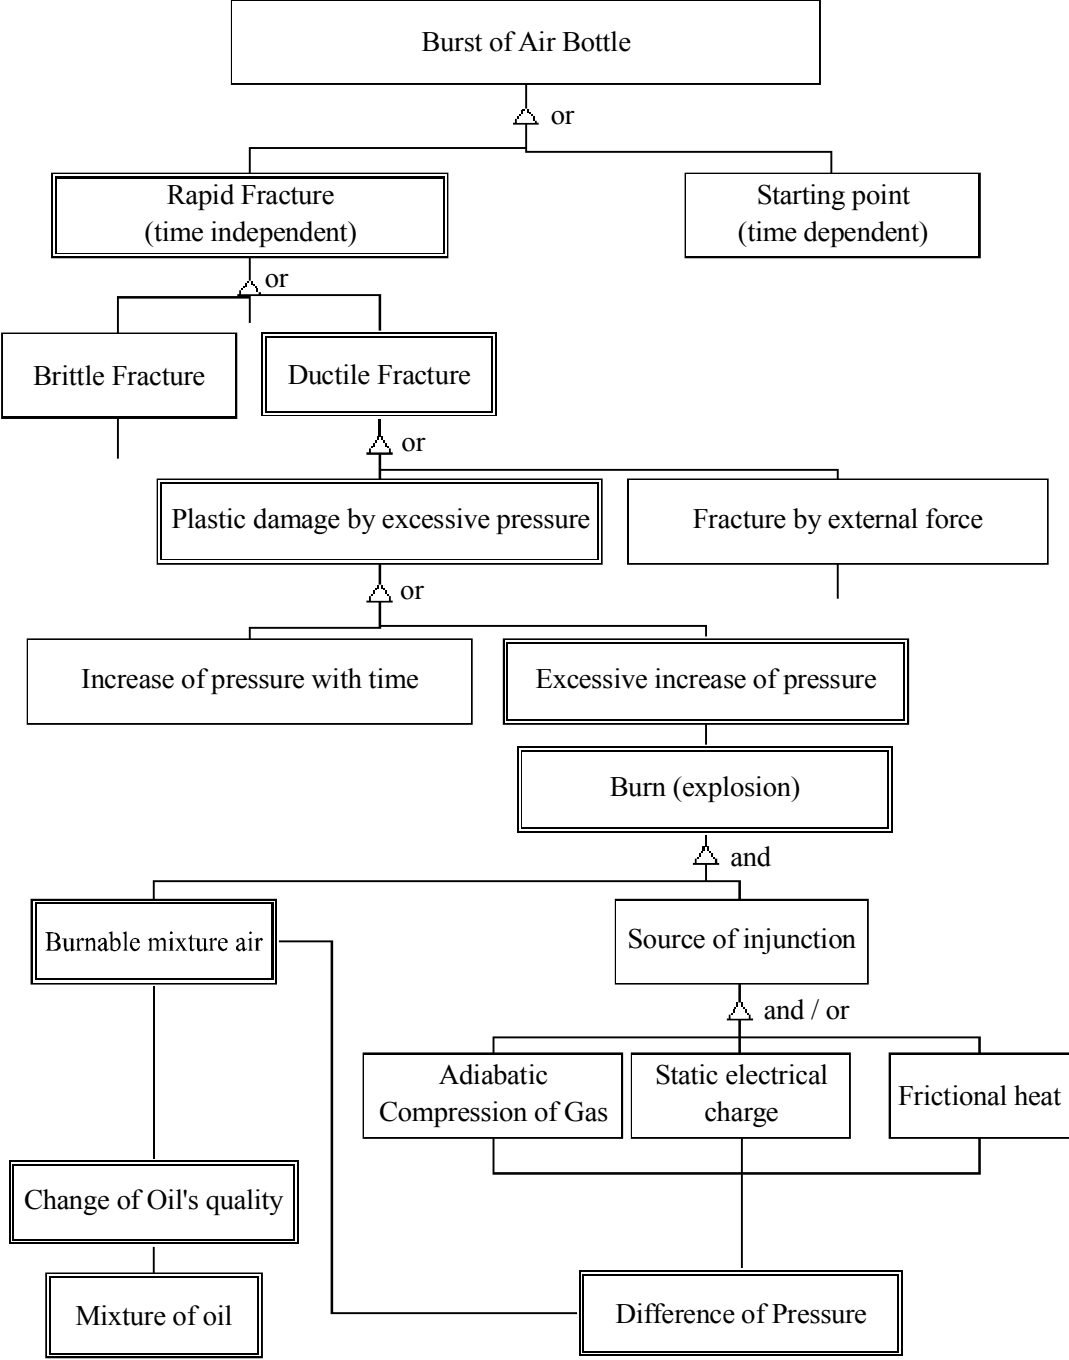 Burst of Air Bottle
or
Rapid Fracture
(time independent)
Starting point
(time dependent)
or
Brittle Fracture
Ductile Fracture
or
Plastic damage by excessive pressure
Fracture by external force
or
Increase of pressure with time
Excessive increase of pressure
Burn (explosion)
and
Burnable mixture air
Source of injunction
and / or
Adiabatic
Compression of Gas
Static electrical
charge
Frictional heat
Change of Oil's quality
Mixture of oil
Difference of Pressure